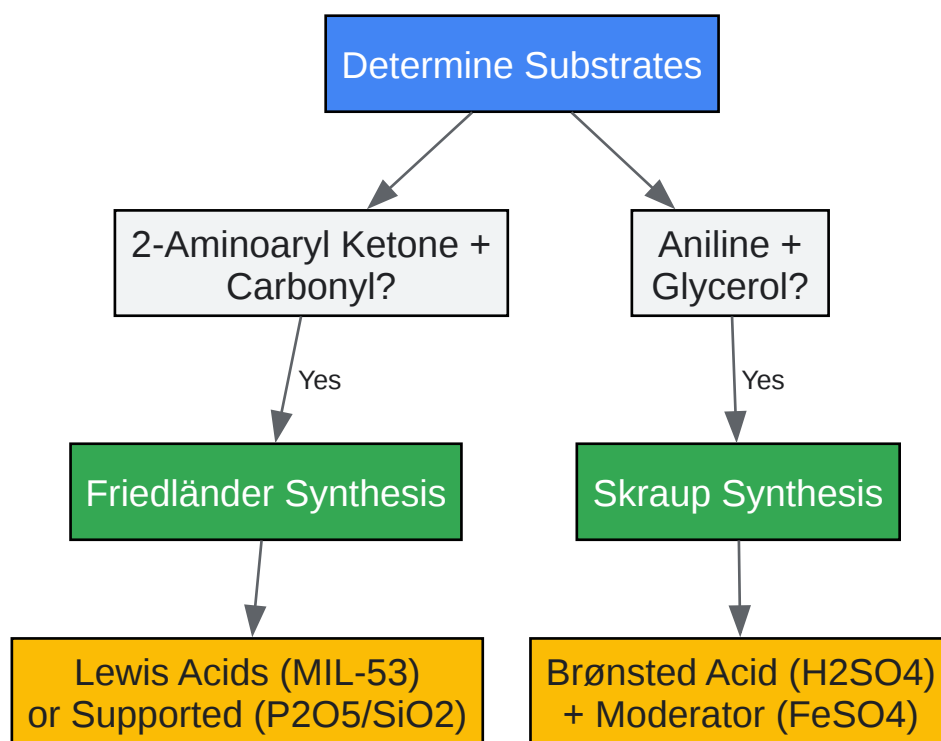 Determine Substrates
2-Aminoaryl Ketone +
Carbonyl?
Aniline +
Glycerol?
Yes
Yes
Friedländer Synthesis
Skraup Synthesis
Lewis Acids (MIL-53)
or Supported (P2O5/SiO2)
Brønsted Acid (H2SO4)
+ Moderator (FeSO4)